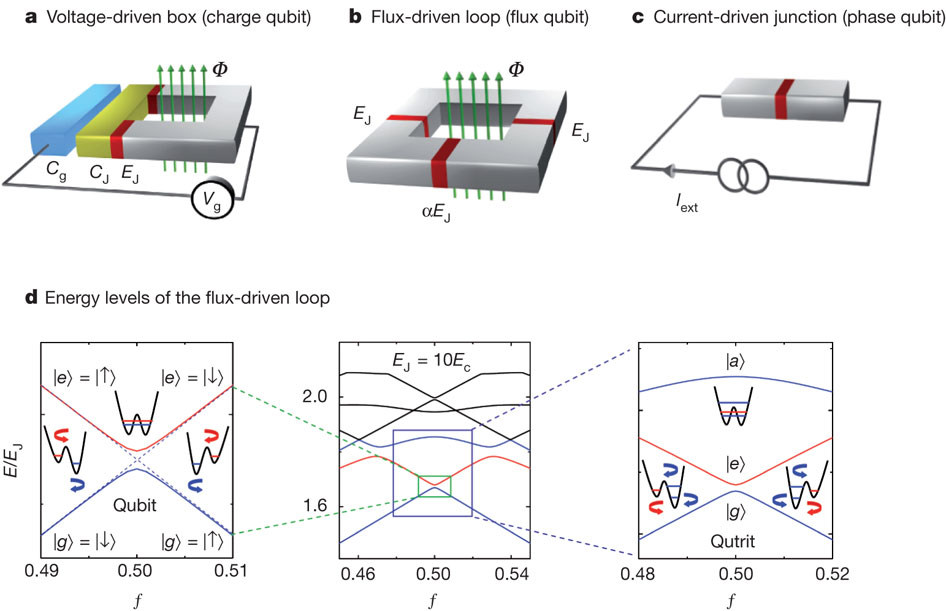 a Voltage-driven box (charge qubit)
b Flux-driven loop (flux qubit)
c Current-driven junction (phase qubit)
Φ
C_g
C_J
E_J
V_g
Φ
E_J
E_J
αE_J
I_ext
d Energy levels of the flux-driven loop
E/E_J
|e⟩ = |↑⟩
|e⟩ = |↓⟩
Qubit
|g⟩ = |↓⟩
|g⟩ = |↑⟩
0.49
0.50
0.51
f
E_J = 10E_c
2.0
1.6
0.46
0.50
0.54
f
|a⟩
|e⟩
|g⟩
Qutrit
0.48
0.50
0.52
f